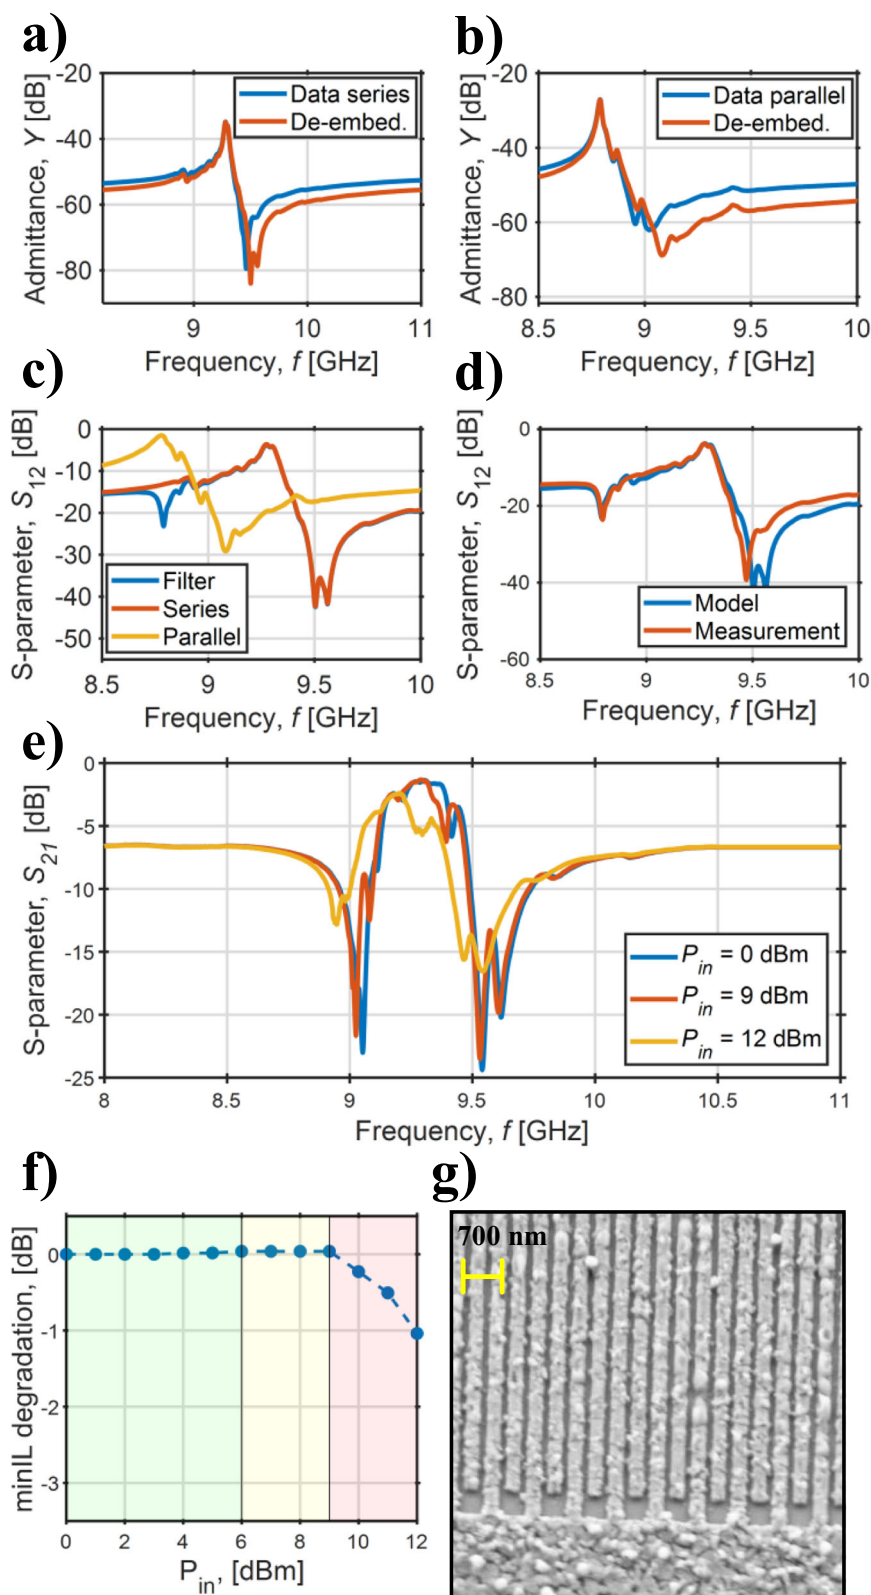 a)
-20
-40
-60
-80
Admittance, Y [dB]
Data series
De-embed.
9
10
11
Frequency, f [GHz]
b)
-20
-40
-60
-80
Admittance, Y [dB]
Data parallel
De-embed.
8.5
9
9.5
10
Frequency, f [GHz]
c)
0
-10
-20
-30
-40
-50
S-parameter, S12 [dB]
Filter
Series
Parallel
8.5
9
9.5
10
Frequency, f [GHz]
d)
0
-20
-40
-60
S-parameter, S12 [dB]
Model
Measurement
8.5
9
9.5
10
Frequency, f [GHz]
e)
0
-5
-10
-15
-20
-25
S-parameter, S21 [dB]
Pin = 0 dBm
Pin = 9 dBm
Pin = 12 dBm
8
8.5
9
9.5
10
10.5
11
Frequency, f [GHz]
f)
0
-1
-2
-3
minIL degradation, [dB]
0
2
4
6
8
10
12
Pin, [dBm]
g)
700 nm